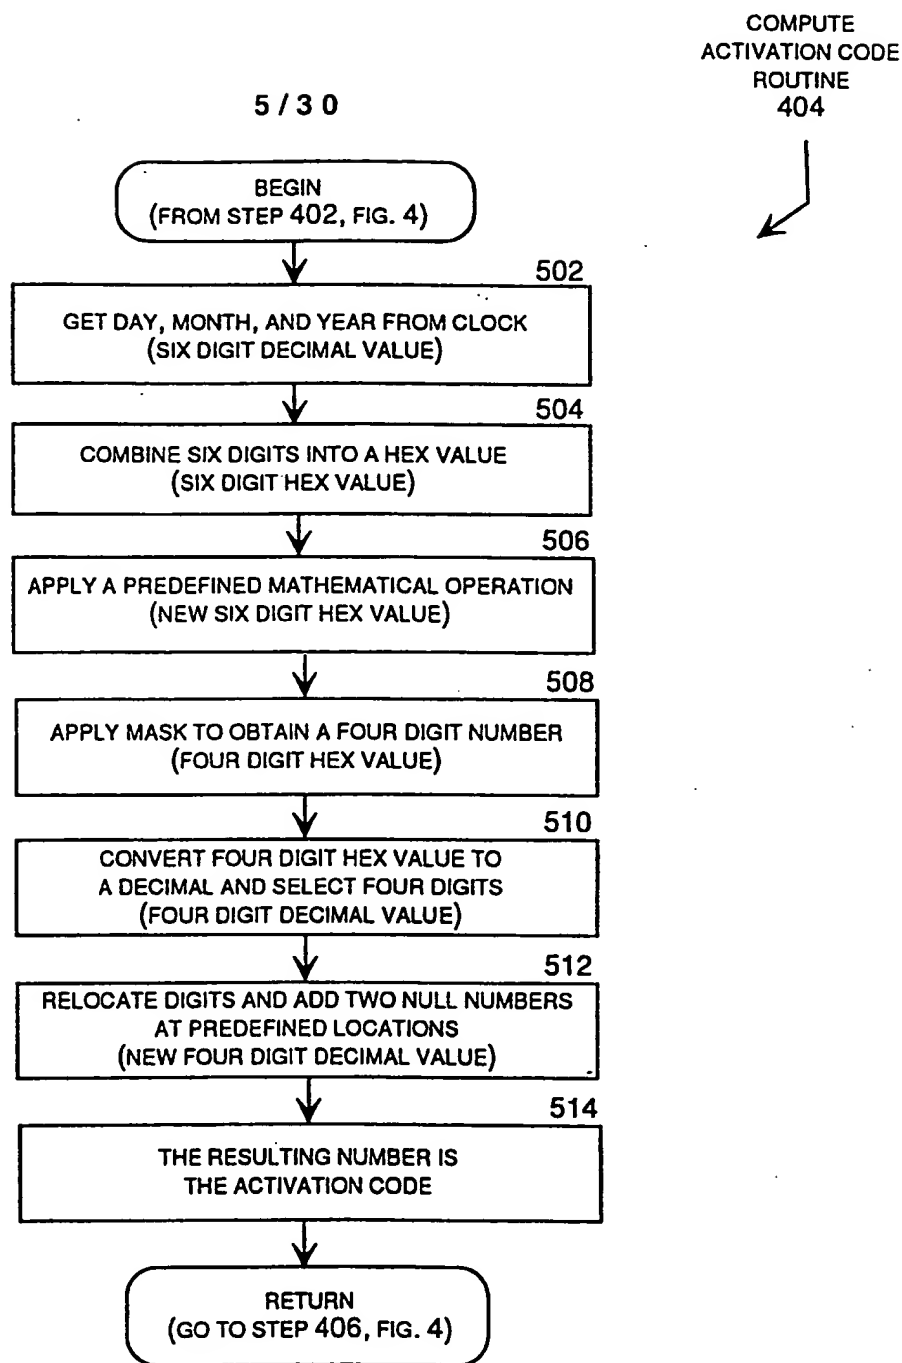 COMPUTE
ACTIVATION CODE
ROUTINE
404
5/30
BEGIN
(FROM STEP 402, FIG. 4)
502
GET DAY, MONTH, AND YEAR FROM CLOCK
(SIX DIGIT DECIMAL VALUE)
504
COMBINE SIX DIGITS INTO A HEX VALUE
(SIX DIGIT HEX VALUE)
506
APPLY A PREDEFINED MATHEMATICAL OPERATION
(NEW SIX DIGIT HEX VALUE)
508
APPLY MASK TO OBTAIN A FOUR DIGIT NUMBER
(FOUR DIGIT HEX VALUE)
510
CONVERT FOUR DIGIT HEX VALUE TO
A DECIMAL AND SELECT FOUR DIGITS
(FOUR DIGIT DECIMAL VALUE)
512
RELOCATE DIGITS AND ADD TWO NULL NUMBERS
AT PREDEFINED LOCATIONS
(NEW FOUR DIGIT DECIMAL VALUE)
514
THE RESULTING NUMBER IS
THE ACTIVATION CODE
RETURN
(GO TO STEP 406, FIG. 4)